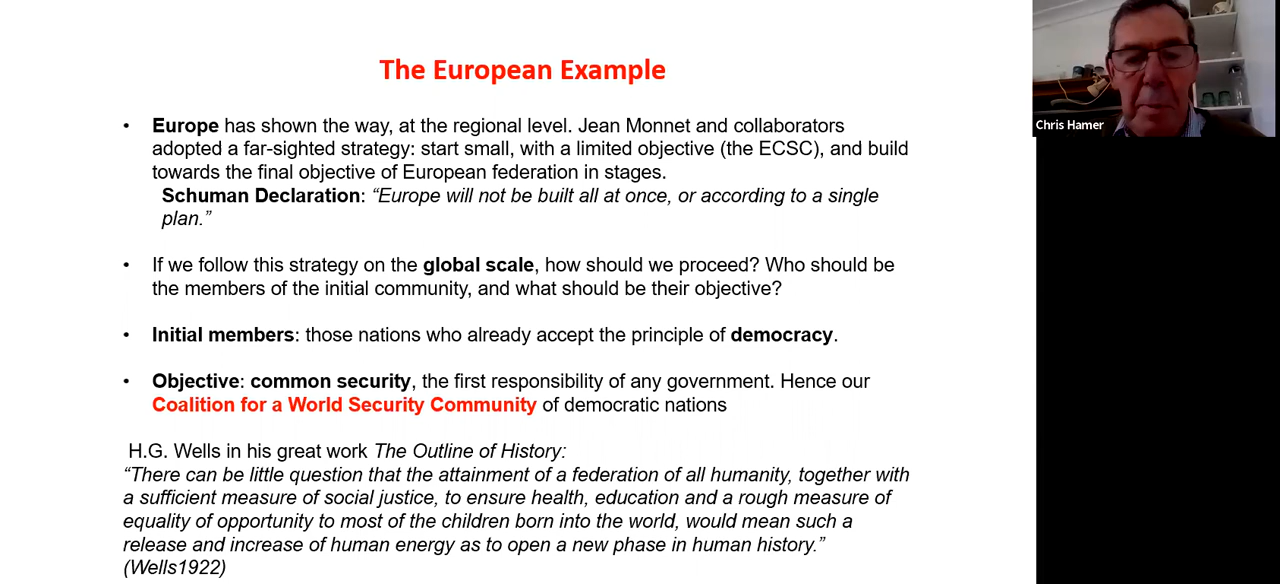 The European Example
• Europe has shown the way, at the regional level. Jean Monnet and collaborators
adopted a far-sighted strategy: start small, with a limited objective (the ECSC), and build
towards the final objective of European federation in stages.
Schuman Declaration: “Europe will not be built all at once, or according to a single
plan.”
• If we follow this strategy on the global scale, how should we proceed? Who should be
the members of the initial community, and what should be their objective?
• Initial members: those nations who already accept the principle of democracy.
• Objective: common security, the first responsibility of any government. Hence our
Coalition for a World Security Community of democratic nations
H.G. Wells in his great work The Outline of History:
“There can be little question that the attainment of a federation of all humanity, together with
a sufficient measure of social justice, to ensure health, education and a rough measure of
equality of opportunity to most of the children born into the world, would mean such a
release and increase of human energy as to open a new phase in human history.”
(Wells1922)
Chris Hamer